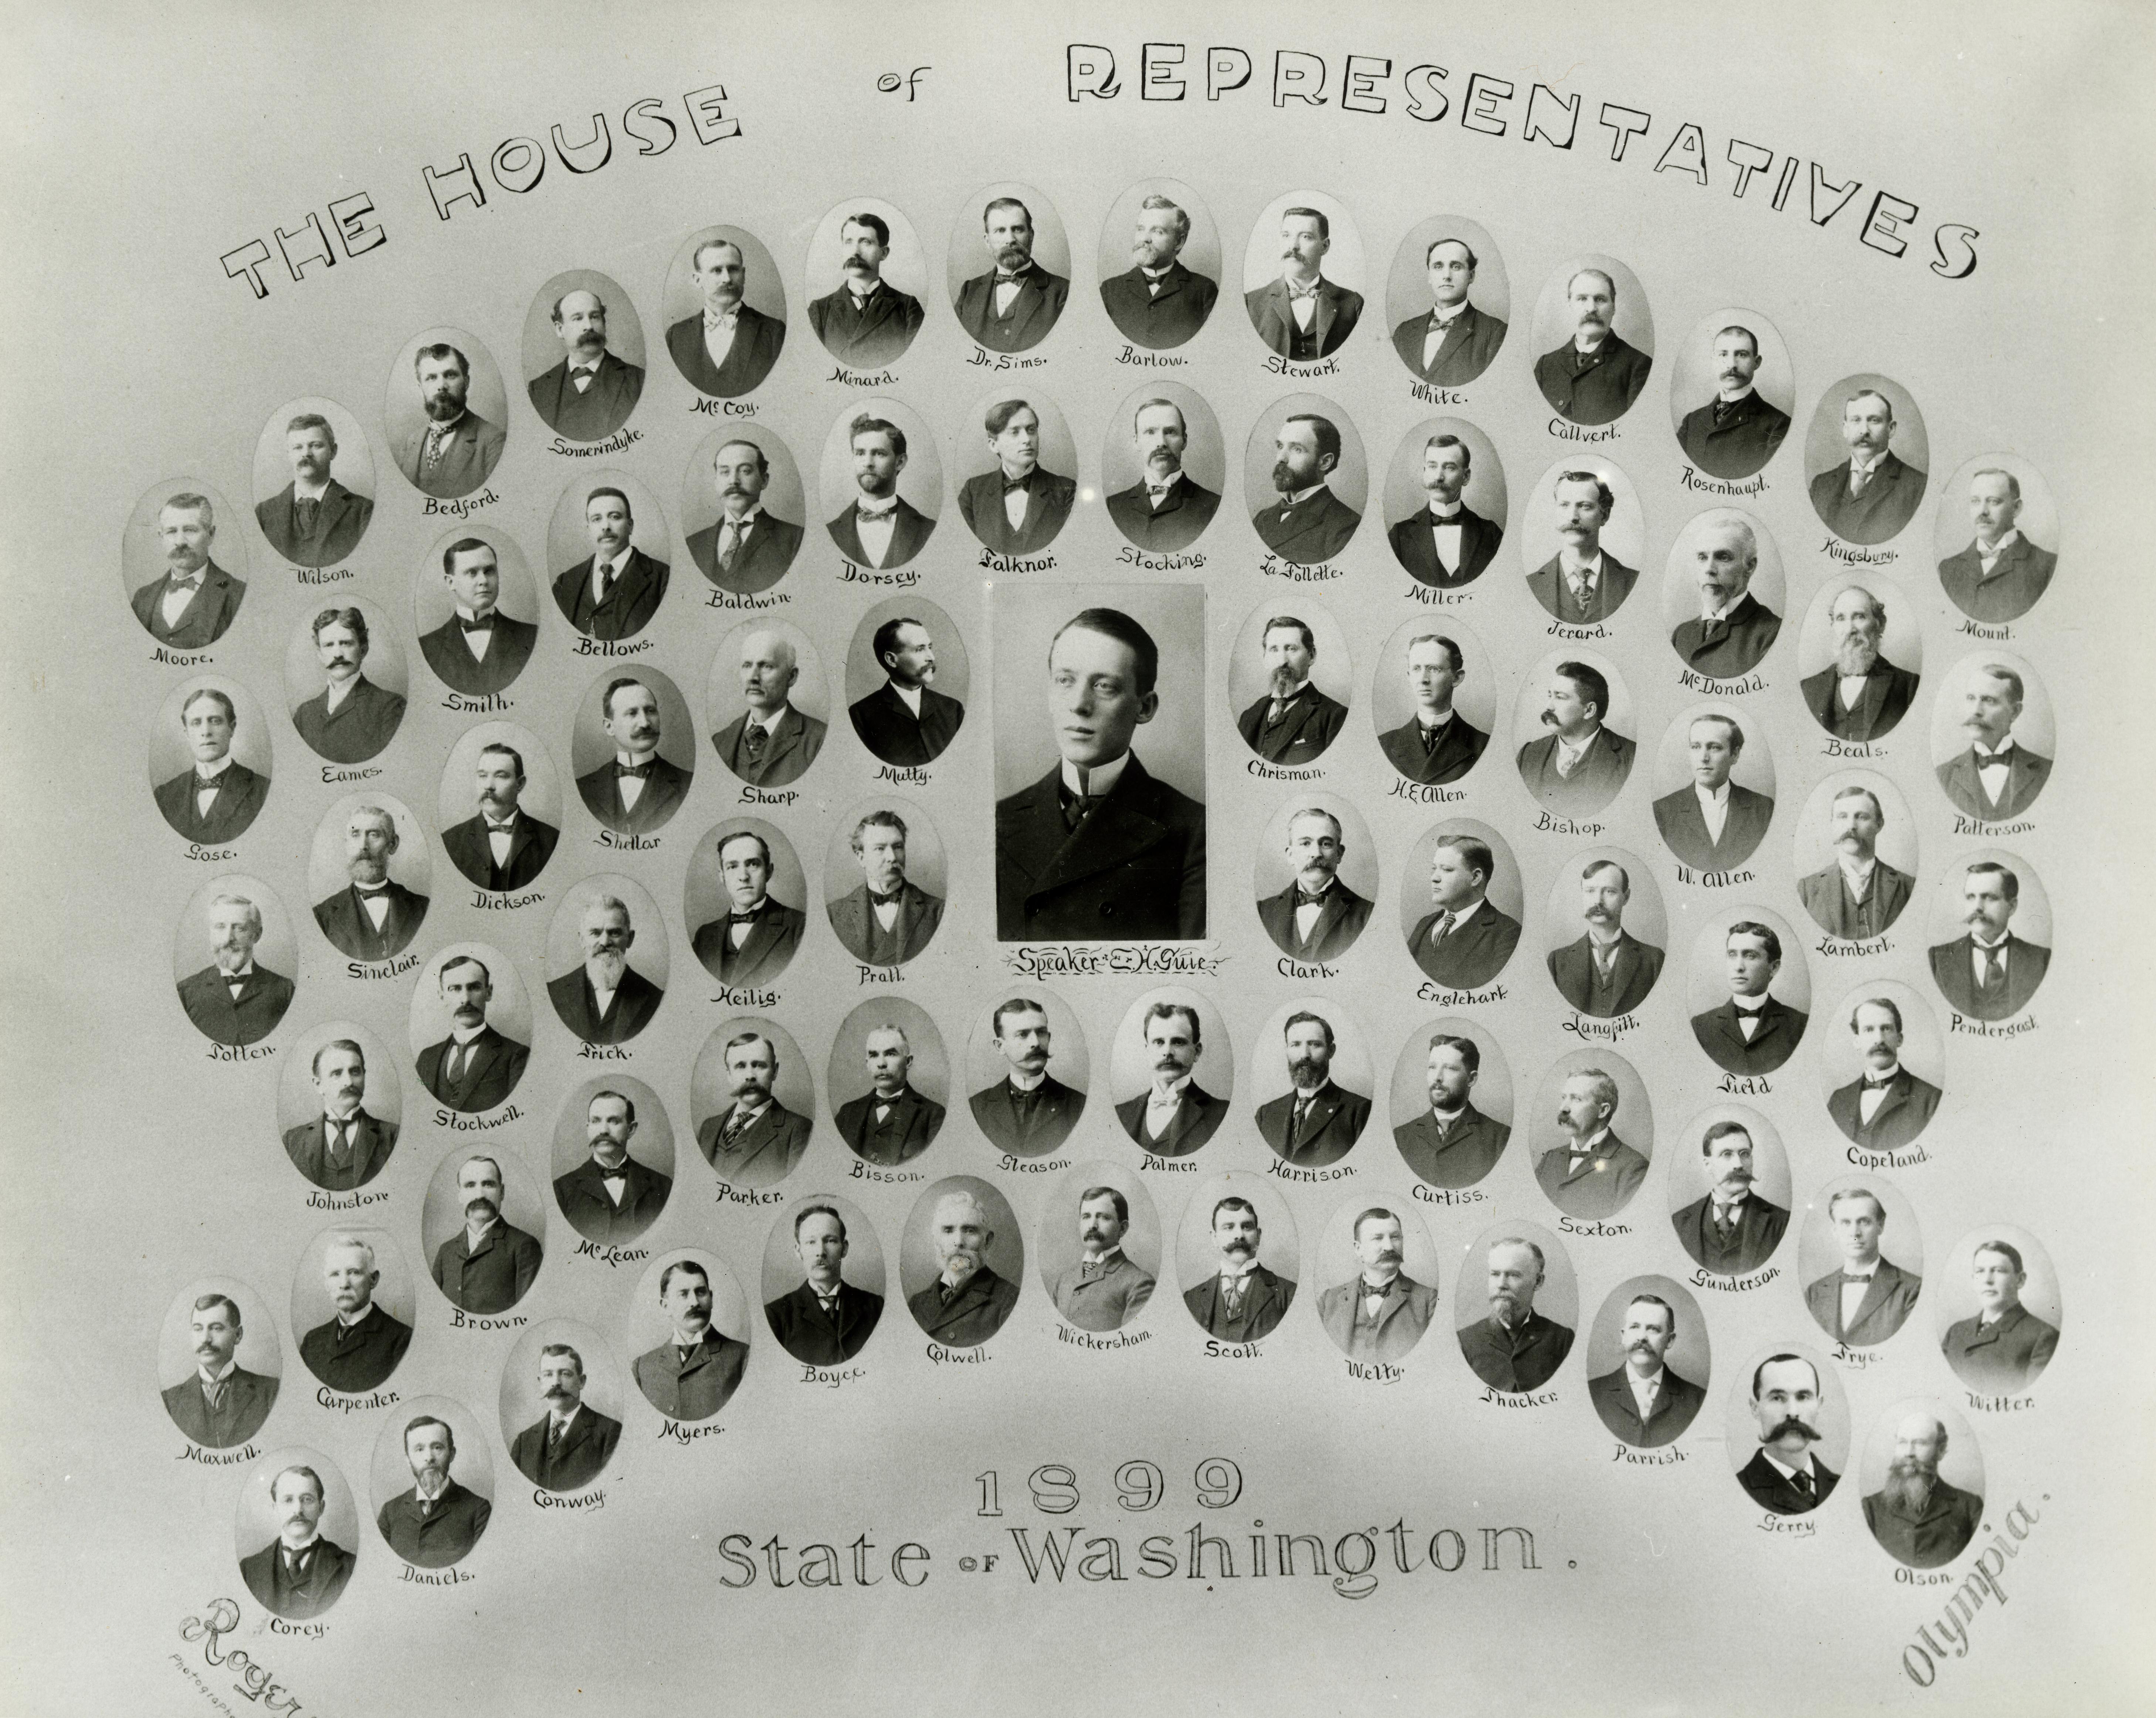 THE HOUSE of REPRESENTATIVES
Dr. Sims.
Barlow.
Stewart.
Minard.
White.
McCoy.
Callvert.
Somerindyke.
Rosenhaupt.
Bedford.
Kingsbury.
Wilson.
Mount.
Moore.
Falknor.
Stocking.
La Follette.
Dorsey.
Miller.
Baldwin.
Jerard.
Bellows.
McDonald.
Smith.
Beals.
Eames.
Patterson.
Gose.
Mutty.
Chrisman.
Sharp.
H.E. Allen.
Shellar
Bishop.
Dickson.
W. Allen.
Sinclair.
Lambert.
Totten.
Pendergast.
Prall.
Speaker E.H. Guie.
Clark.
Heilig.
Englehart.
Frick.
Langfitt.
Stockwell.
Field
Johnston
Copeland.
Bisson.
Gleason.
Palmer.
Harrison.
Parker.
Curtiss.
McLean.
Sexton.
Brown.
Gunderson.
Carpenter.
Frye.
Maxwell.
Witter.
Boyce.
Colwell.
Wickersham.
Scott.
Welty.
Myers.
Thacker.
Conway.
Parrish.
Daniels.
Gerry.
Corey.
Olson.
1899
State OF Washington.
Rogers
Photographer
Olympia.